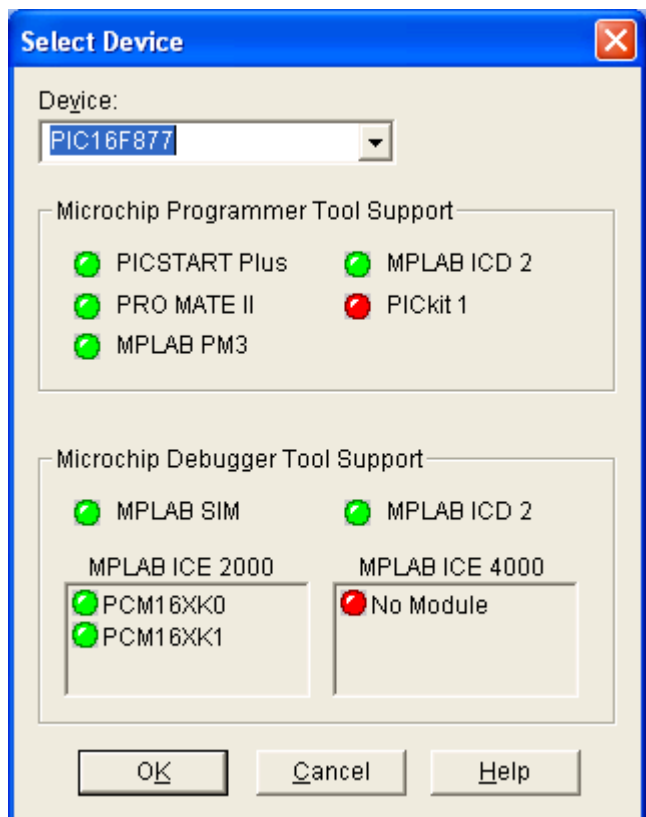 Select Device
Device:
PIC16F877
Microchip Programmer Tool Support
PICSTART Plus
MPLAB ICD 2
PRO MATE II
PICkit 1
MPLAB PM3
Microchip Debugger Tool Support
MPLAB SIM
MPLAB ICD 2
MPLAB ICE 2000
MPLAB ICE 4000
PCM16XK0
No Module
PCM16XK1
OK
Cancel
Help